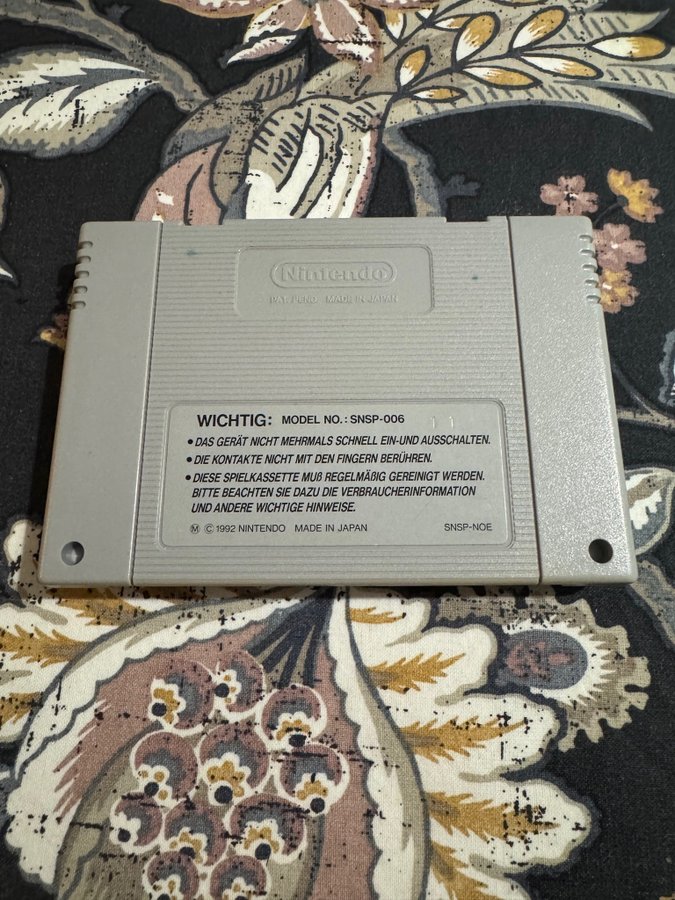 Nintendo
PAT. PEND. MADE IN JAPAN
WICHTIG: MODEL NO.: SNSP-006 11
• DAS GERÄT NICHT MEHRMALS SCHNELL EIN-UND AUSSCHALTEN.
• DIE KONTAKTE NICHT MIT DEN FINGERN BERÜHREN.
• DIESE SPIELKASSETTE MUß REGELMÄßIG GEREINIGT WERDEN.
BITTE BEACHTEN SIE DAZU DIE VERBRAUCHERINFORMATION
UND ANDERE WICHTIGE HINWEISE.
Ⓜ © 1992 NINTENDO MADE IN JAPAN SNSP-NOE